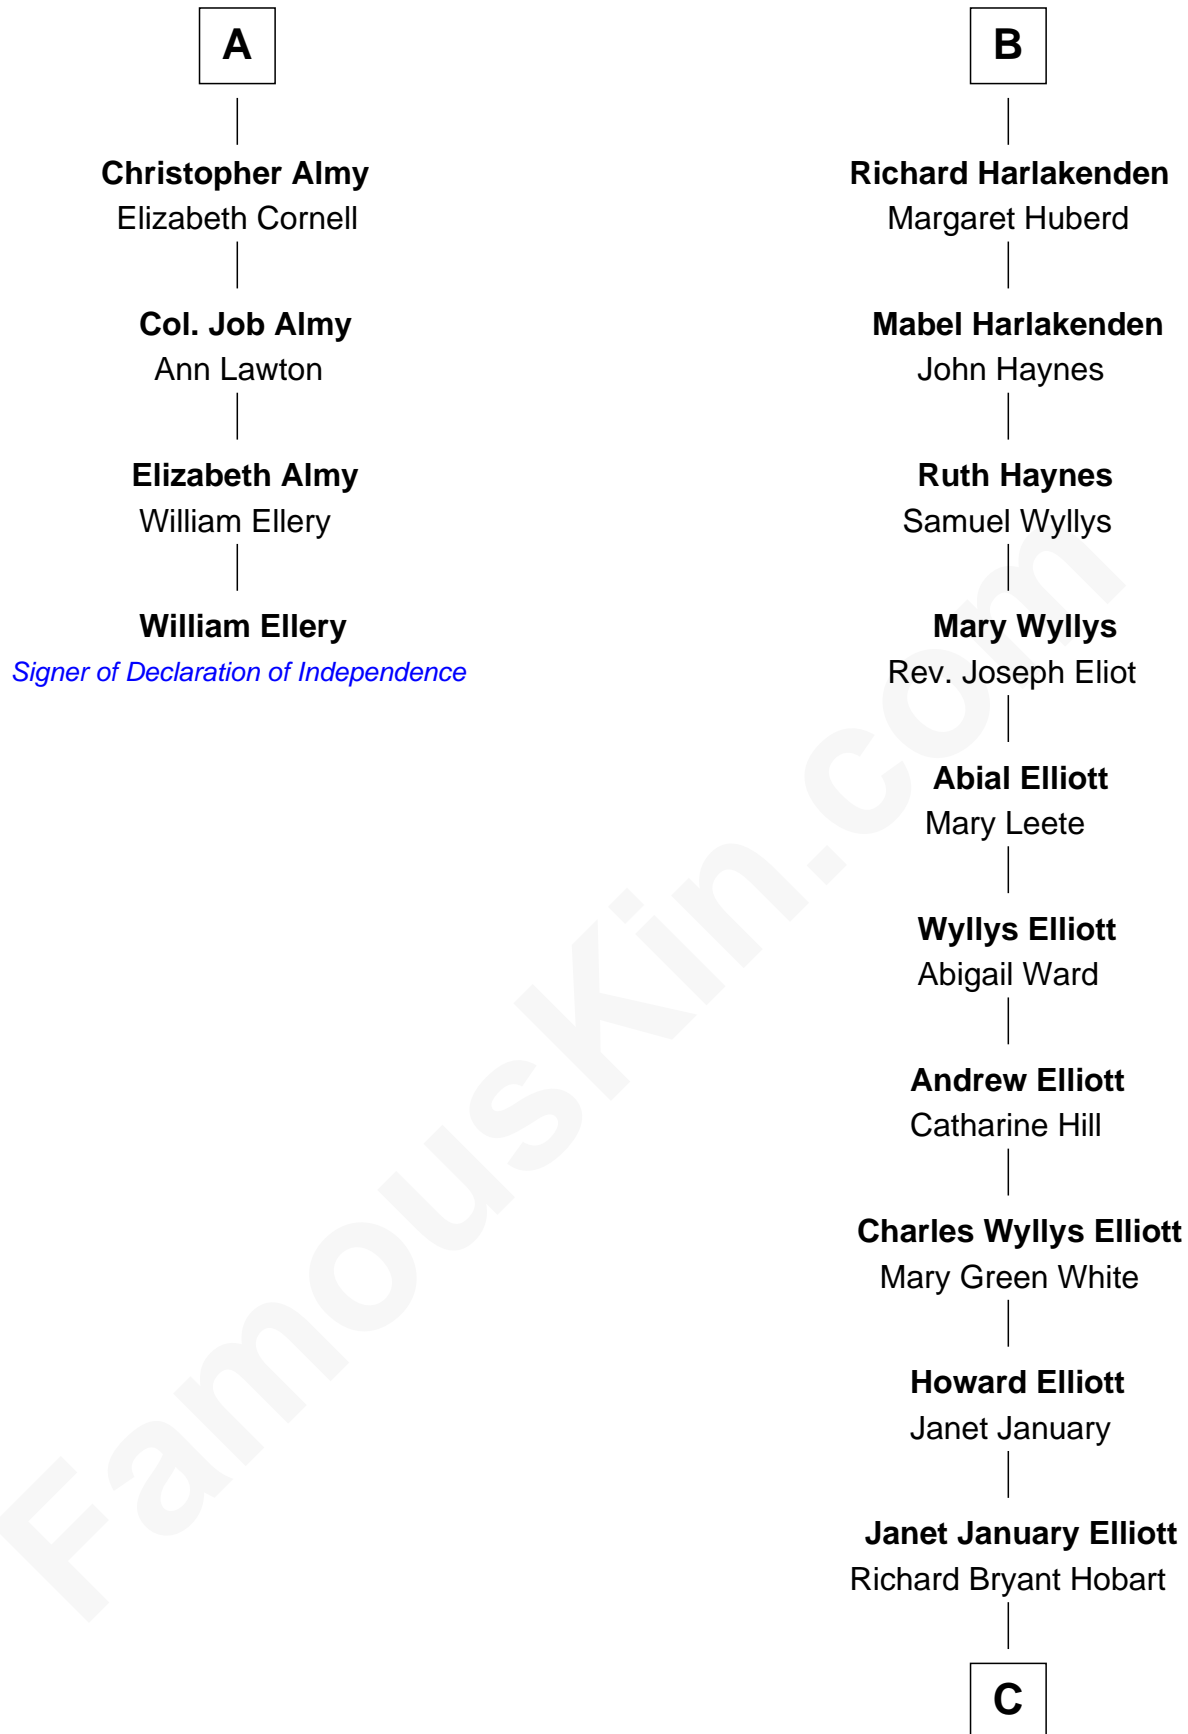 A
Christopher Almy
Elizabeth Cornell
Col. Job Almy
Ann Lawton
Elizabeth Almy
William Ellery
William Ellery
Signer of Declaration of Independence
B
Richard Harlakenden
Margaret Huberd
Mabel Harlakenden
John Haynes
Ruth Haynes
Samuel Wyllys
Mary Wyllys
Rev. Joseph Eliot
Abial Elliott
Mary Leete
Wyllys Elliott
Abigail Ward
Andrew Elliott
Catharine Hill
Charles Wyllys Elliott
Mary Green White
Howard Elliott
Janet January
Janet January Elliott
Richard Bryant Hobart
C
FamousKin.com